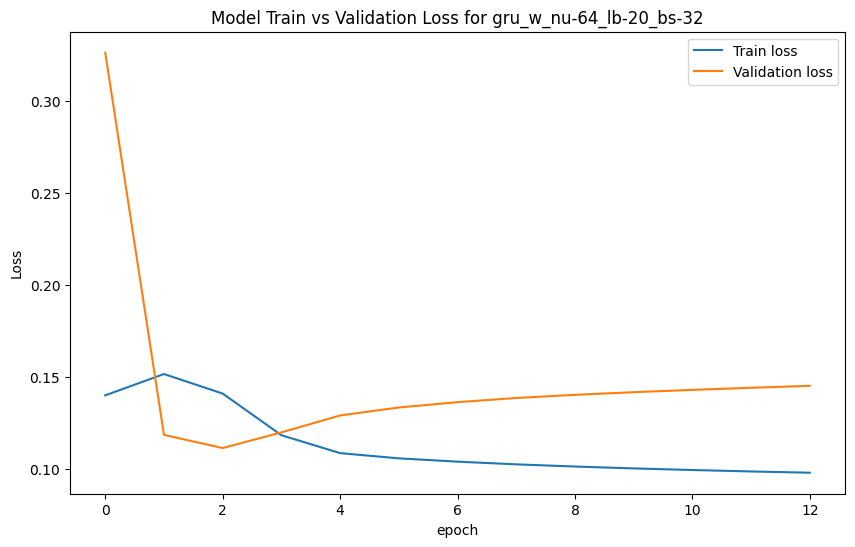 Model Train vs Validation Loss for gru_w_nu-64_lb-20_bs-32
Train loss
Validation loss
0.30
0.25
0.20
0.15
0.10
Loss
0 2 4 6 8 10 12
epoch